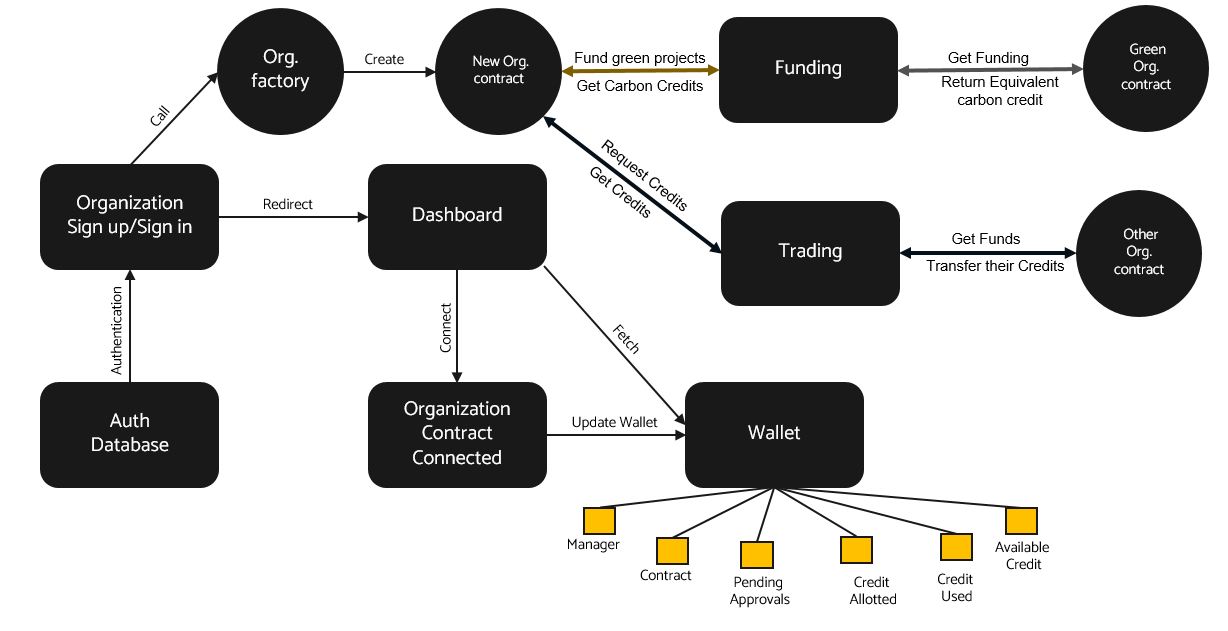 Org.
factory
Create
New Org.
contract
Fund green projects
Get Carbon Credits
Funding
Get Funding
Return Equivalent
carbon credit
Green
Org.
contract
Call
Organization
Sign up/Sign in
Redirect
Dashboard
Request Credits
Get Credits
Trading
Get Funds
Transfer their Credits
Other
Org.
contract
Authentication
Connect
Fetch
Auth
Database
Organization
Contract
Connected
Update Wallet
Wallet
Manager
Contract
Pending
Approvals
Credit
Allotted
Credit
Used
Available
Credit